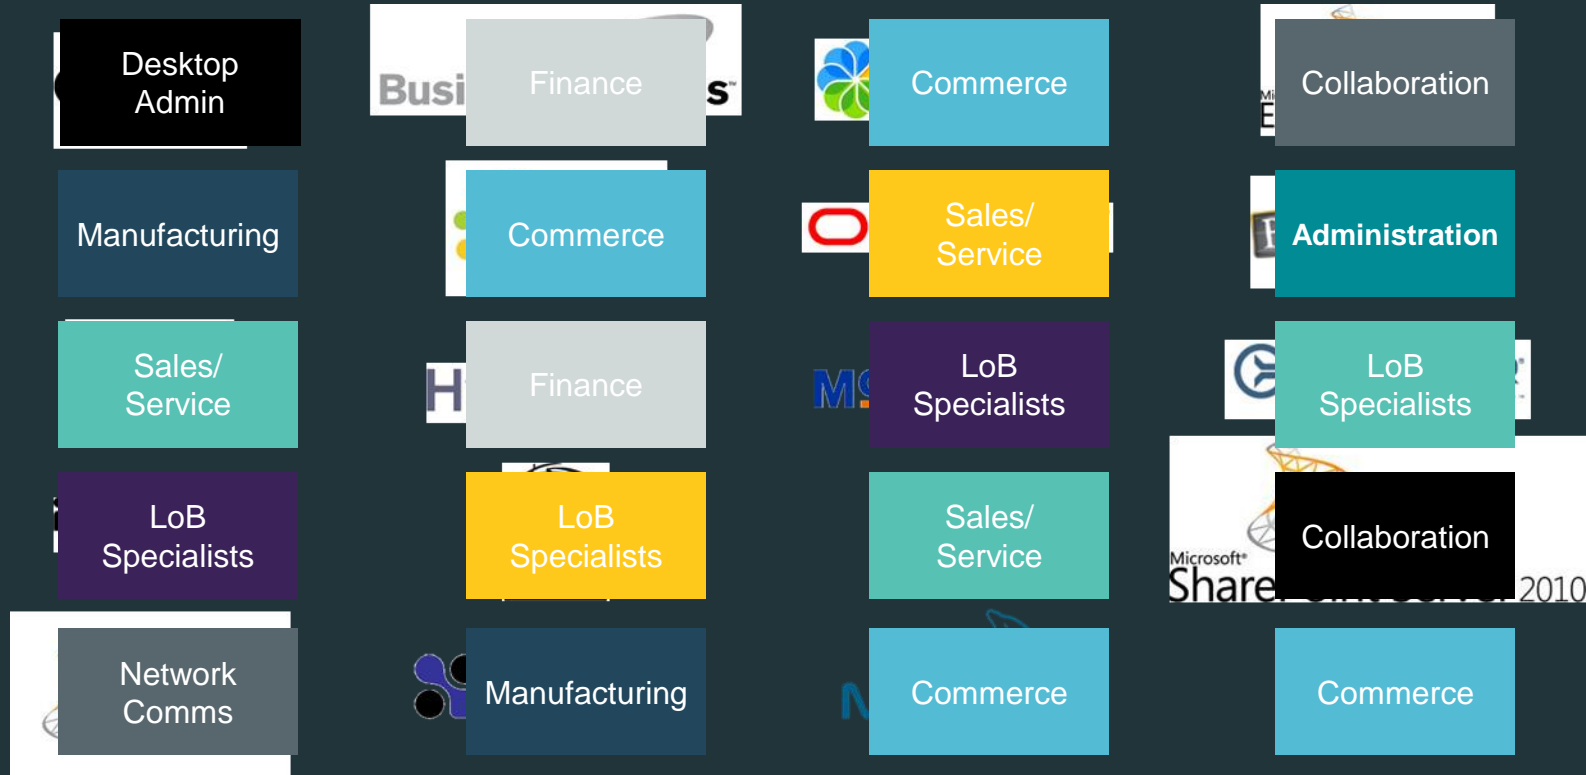 Desktop
Admin
Busi
Finance
s
Commerce
Collaboration
Manufacturing
Commerce
Sales/
Service
Administration
Sales/
Service
H
Finance
LoB
Specialists
LoB
Specialists
LoB
Specialists
LoB
Specialists
Sales/
Service
Collaboration
Microsoft®
2010
Network
Comms
Manufacturing
Commerce
Commerce